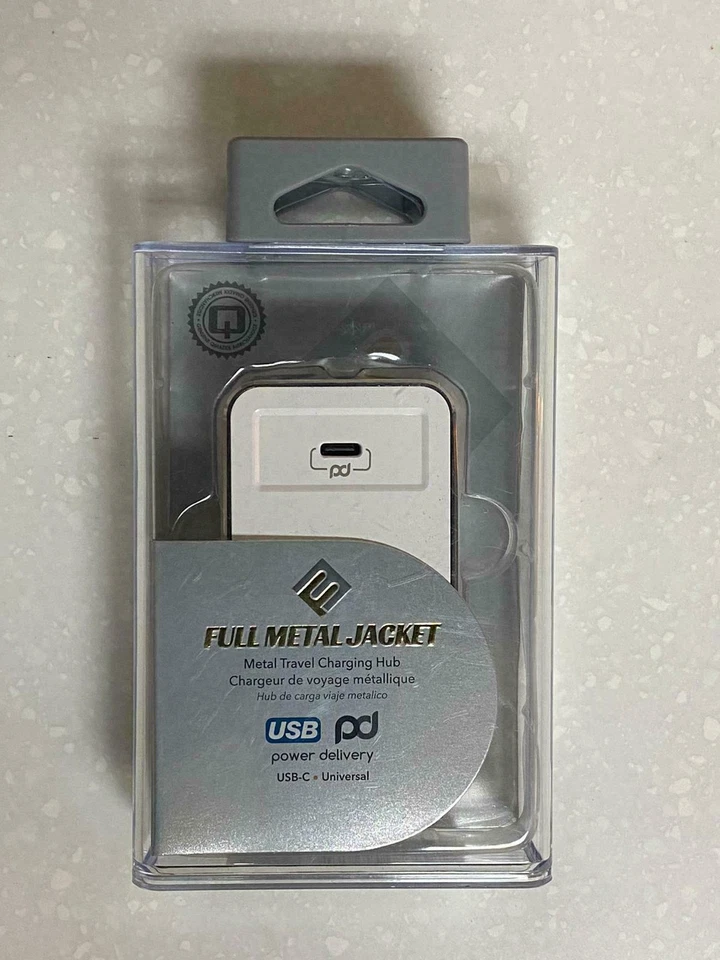 pd
FULL METAL JACKET
Metal Travel Charging Hub
Chargeur de voyage métallique
Hub de carga viaje metalico
USB pd
power delivery
USB-C • Universal